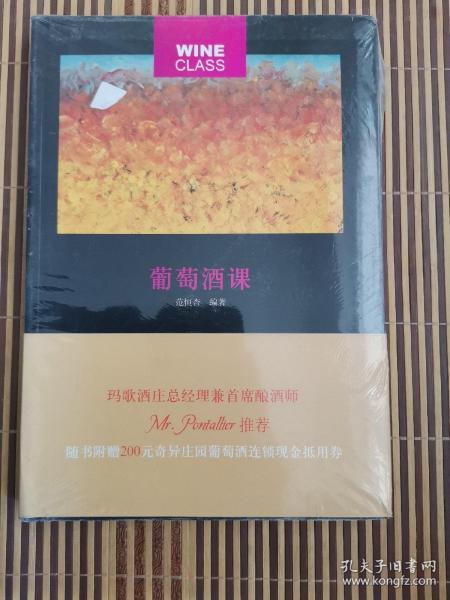 WINE
CLASS
葡萄酒课
范恒杏 编著
玛歌酒庄总经理兼首席酿酒师
Mr. Pontallier 推荐
随书附赠200元奇异庄园葡萄酒连锁现金抵用券
孔夫子旧书网
www.kongfz.com